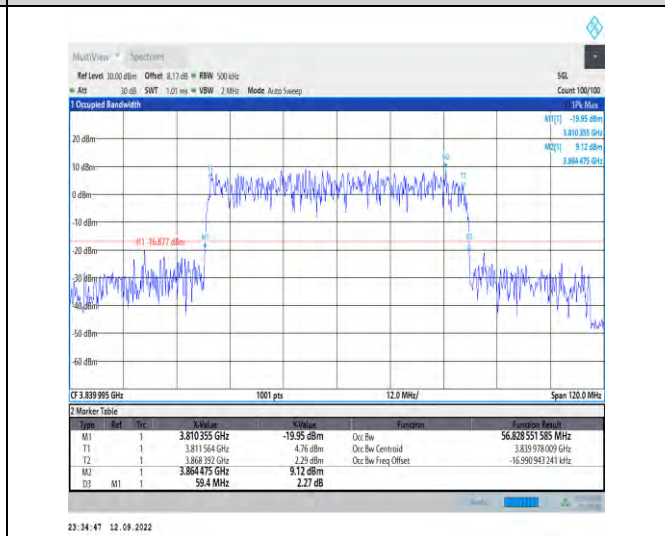 MultiView Spectrum
Ref Level 30.00 dBm Offset 8.17 dB RBW 500 kHz SGL
Att 30 dB SWT 1.01 ms VBW 2 MHz Mode Auto Sweep Count 100/100
1 Occupied Bandwidth 1Pk Max
M1[1] -19.95 dBm
3.810 355 GHz
M2[1] 9.12 dBm
3.864 475 GHz
20 dBm
M2
10 dBm
T2
0 dBm
-10 dBm
M1 D3
H1 -16.877 dBm
-20 dBm
-30 dBm
-40 dBm
-50 dBm
-60 dBm
CF 3.839 995 GHz 1001 pts 12.0 MHz/ Span 120.0 MHz
2 Marker Table
Type Ref Trc X-Value Y-Value Function Function Result
M1 1 3.810355 GHz -19.95 dBm Occ Bw 56.828 551 585 MHz
T1 1 3.811 564 GHz 4.76 dBm Occ Bw Centroid 3.839 978 009 GHz
T2 1 3.868 392 GHz 2.29 dBm Occ Bw Freq Offset -16.990 943 241 kHz
M2 1 3.864475 GHz 9.12 dBm
D3 M1 1 59.4 MHz 2.27 dB
23:34:47 12.09.2022